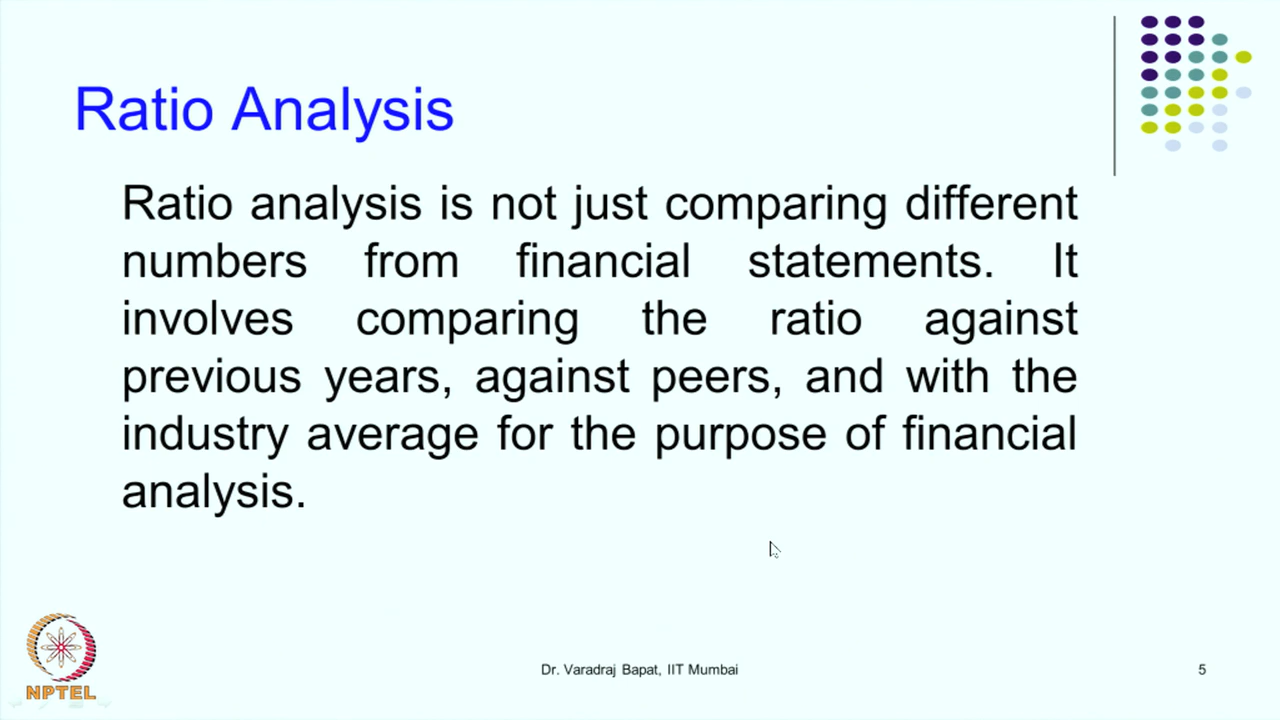 Ratio Analysis
Ratio analysis is not just comparing different
numbers from financial statements. It
involves comparing the ratio against
previous years, against peers, and with the
industry average for the purpose of financial
analysis.
NPTEL
Dr. Varadraj Bapat, IIT Mumbai
5